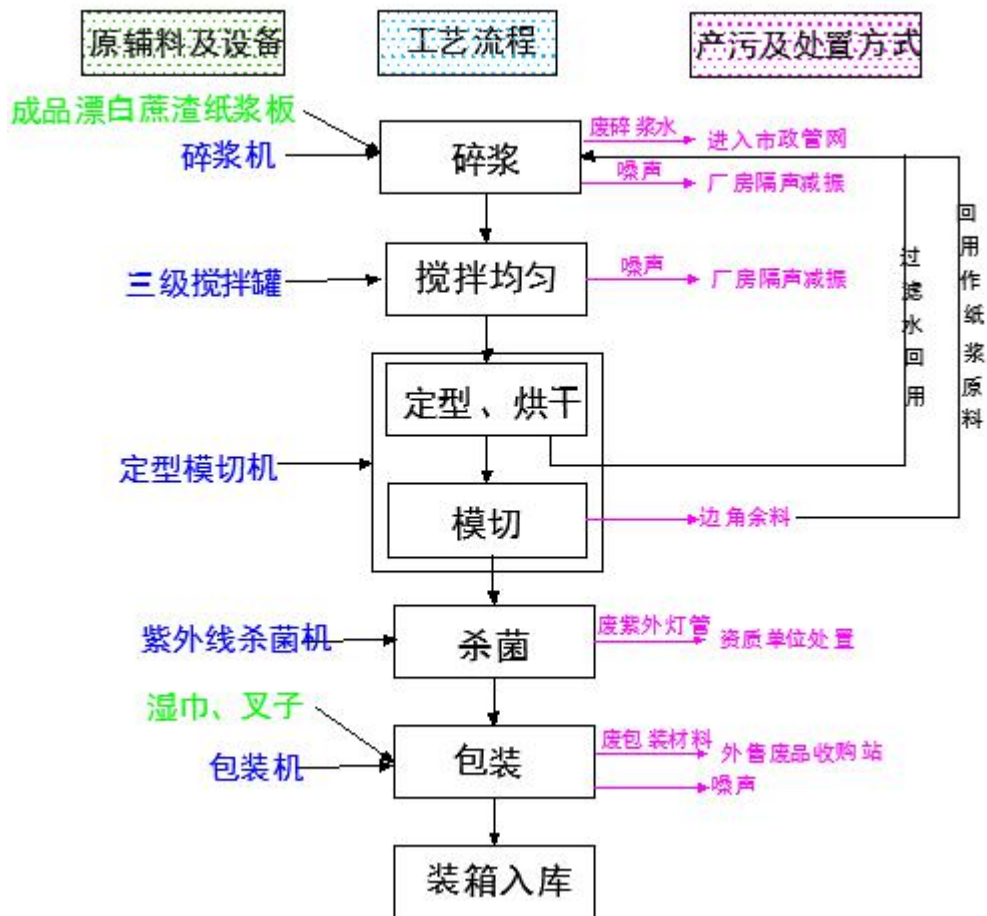 原辅料及设备
工艺流程
产污及处置方式
成品漂白蔗渣纸浆板
碎浆机
碎浆
废碎浆水
进入市政管网
噪声
厂房隔声减振
三级搅拌罐
搅拌均匀
噪声
厂房隔声减振
过滤水回用
回用作纸浆原料
定型、烘干
定型模切机
模切
边角余料
紫外线杀菌机
杀菌
废紫外灯管
资质单位处置
湿巾、叉子
包装机
包装
废包装材料
外售废品收购站
噪声
装箱入库